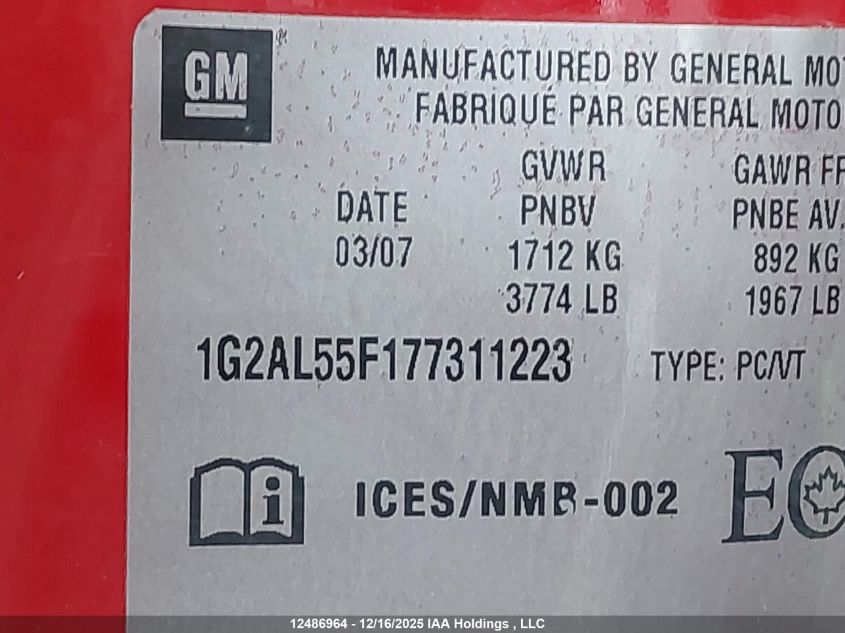 GM
MANUFACTURED BY GENERAL MO
FABRIQUÉ PAR GENERAL MOTO
GVWR GAWR FR
DATE PNBV PNBE AV.
03/07 1712 KG 892 KG
3774 LB 1967 LB
1G2AL55F177311223 TYPE: PC/VT
i ICES/NMB-002 EC
12486964 - 12/16/2025 IAA Holdings , LLC